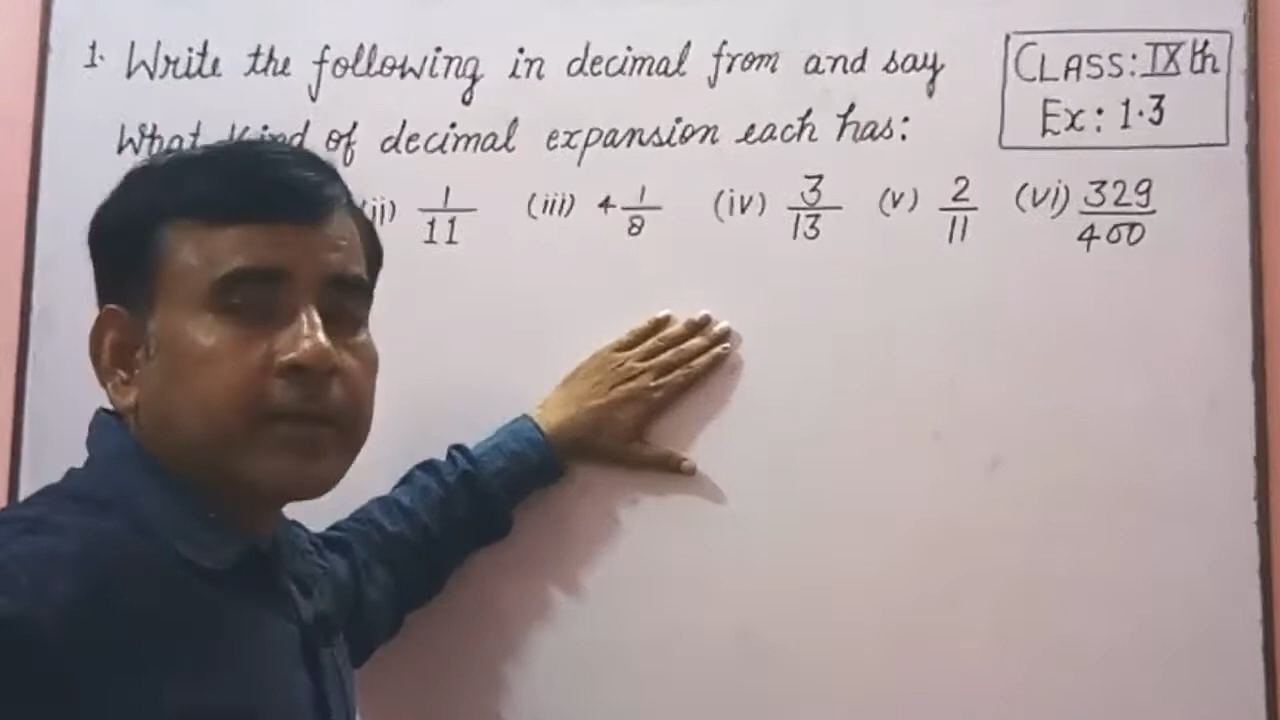 1. Write the following in decimal from and say
What kind of decimal expansion each has:
(ii) 1/11 (iii) 4 1/8 (iv) 3/13 (v) 2/11 (vi) 329/400
CLASS: IXth
Ex: 1.3